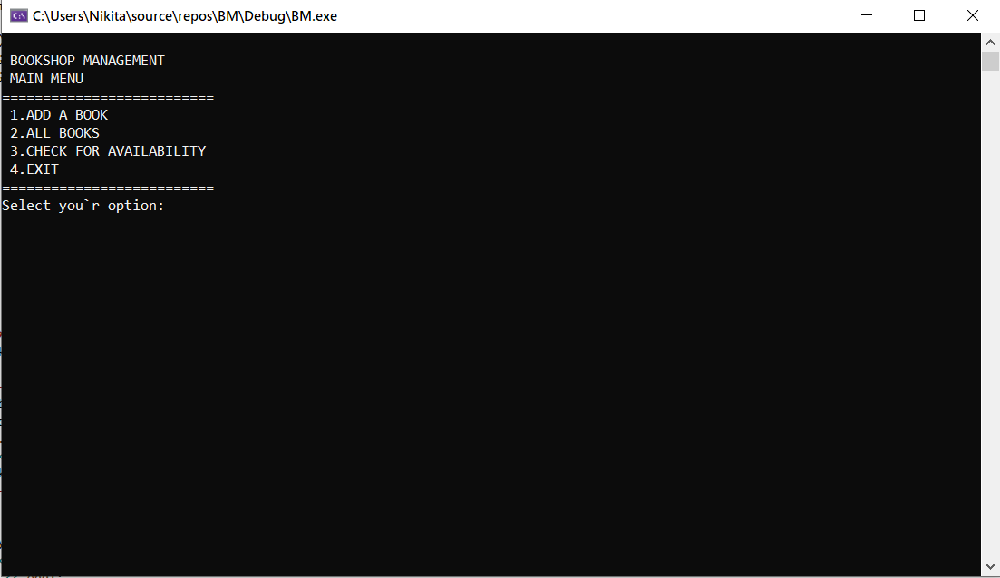 C:\Users\Nikita\source\repos\BM\Debug\BM.exe
BOOKSHOP MANAGEMENT
MAIN MENU
==========================
1.ADD A BOOK
2.ALL BOOKS
3.CHECK FOR AVAILABILITY
4.EXIT
==========================
Select you`r option: